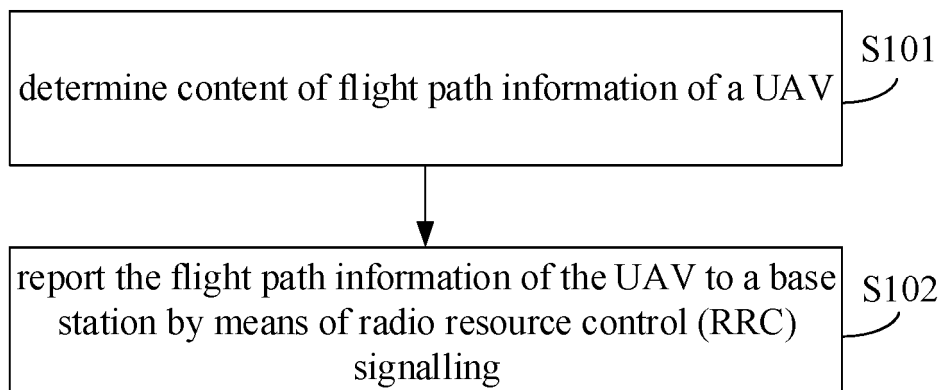 S101
determine content of flight path information of a UAV
report the flight path information of the UAV to a base
station by means of radio resource control (RRC)
signalling
S102